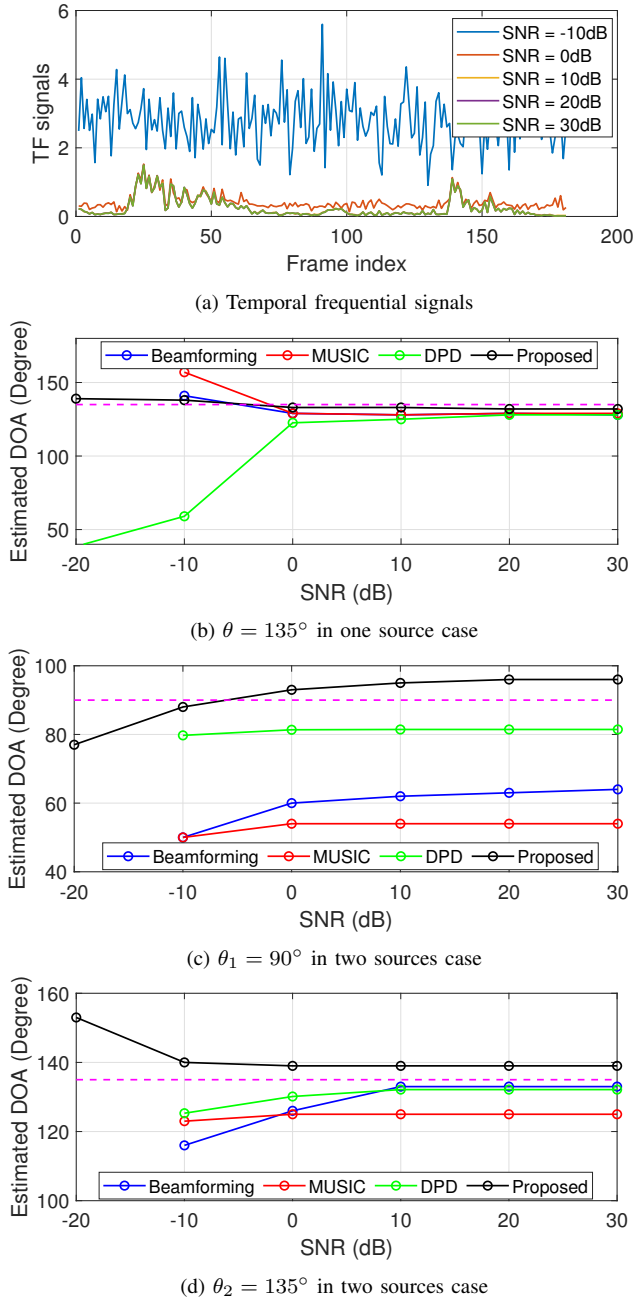 6
4
2
0
TF signals
SNR = -10dB
SNR = 0dB
SNR = 10dB
SNR = 20dB
SNR = 30dB
0 50 100 150 200
Frame index
(a) Temporal frequential signals
Beamforming MUSIC DPD Proposed
150
100
50
Estimated DOA (Degree)
-20 -10 0 10 20 30
SNR (dB)
(b) θ = 135° in one source case
100
80
60
40
Estimated DOA (Degree)
Beamforming MUSIC DPD Proposed
-20 -10 0 10 20 30
SNR (dB)
(c) θ₁ = 90° in two sources case
160
140
120
100
Estimated DOA (Degree)
Beamforming MUSIC DPD Proposed
-20 -10 0 10 20 30
SNR (dB)
(d) θ₂ = 135° in two sources case